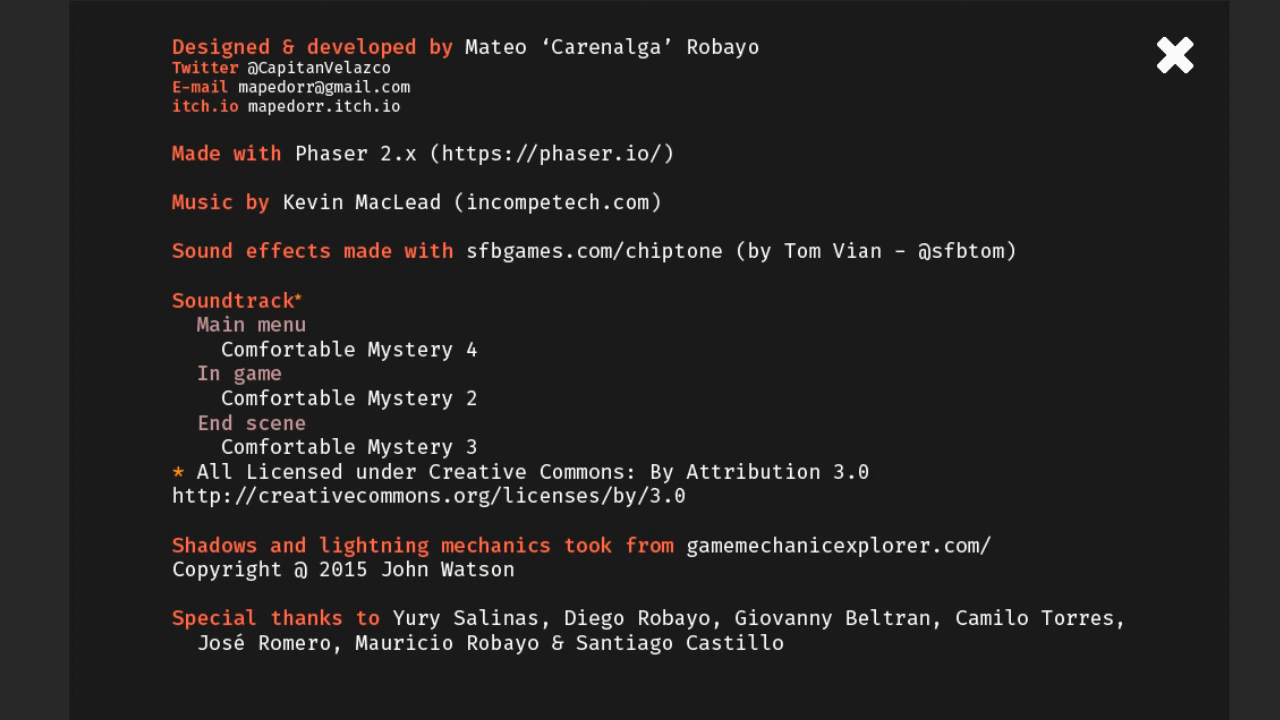 Designed & developed by Mateo ‘Carenalga’ Robayo
Twitter @CapitanVelazco
E-mail mapedorr@gmail.com
itch.io mapedorr.itch.io
Made with Phaser 2.x (https://phaser.io/)
Music by Kevin MacLead (incompetech.com)
Sound effects made with sfbgames.com/chiptone (by Tom Vian - @sfbtom)
Soundtrack*
Main menu
Comfortable Mystery 4
In game
Comfortable Mystery 2
End scene
Comfortable Mystery 3
* All Licensed under Creative Commons: By Attribution 3.0
http://creativecommons.org/licenses/by/3.0
Shadows and lightning mechanics took from gamemechanicexplorer.com/
Copyright @ 2015 John Watson
Special thanks to Yury Salinas, Diego Robayo, Giovanny Beltran, Camilo Torres,
José Romero, Mauricio Robayo & Santiago Castillo